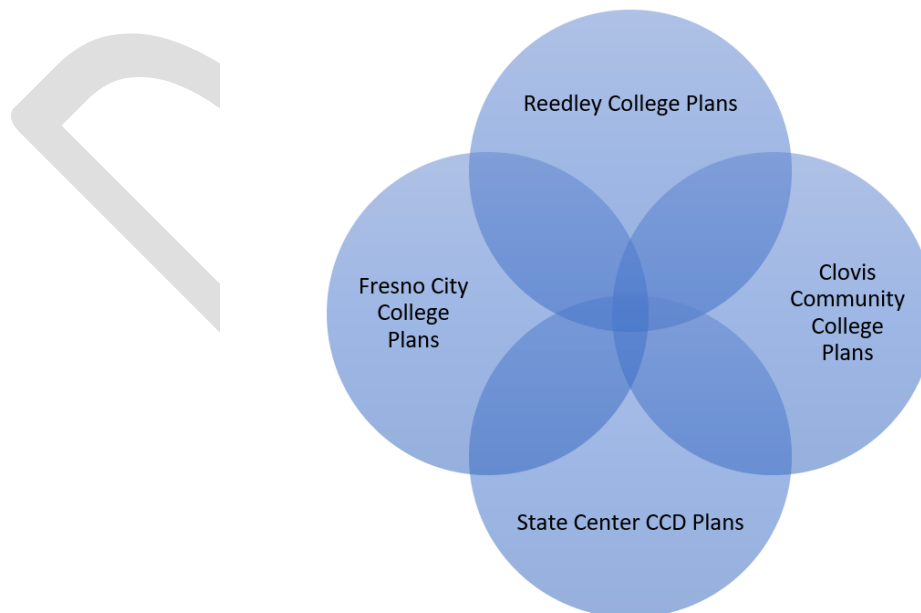 Reedley College Plans
Fresno City
College
Plans
Clovis
Community
College
Plans
State Center CCD Plans